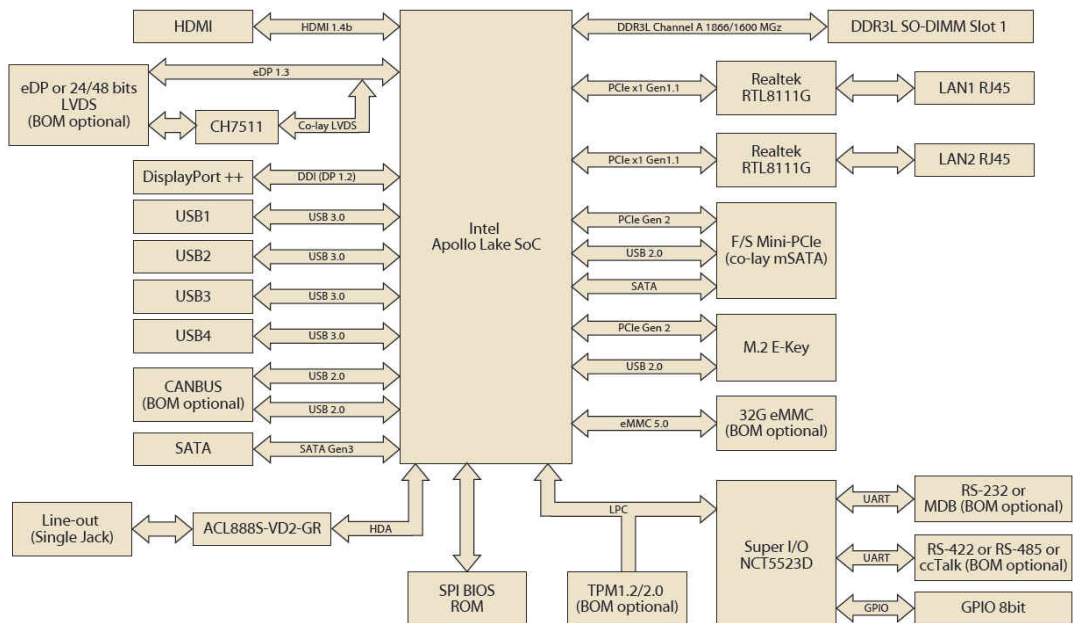 HDMI
HDMI 1.4b
eDP or 24/48 bits
LVDS
(BOM optional)
eDP 1.3
CH7511
Co-lay LVDS
DisplayPort ++
DDI (DP 1.2)
USB1
USB 3.0
USB2
USB 3.0
USB3
USB 3.0
USB4
USB 3.0
CANBUS
(BOM optional)
USB 2.0
USB 2.0
SATA
SATA Gen3
Line-out
(Single Jack)
ACL888S-VD2-GR
HDA
Intel
Apollo Lake SoC
SPI BIOS
ROM
DDR3L Channel A 1866/1600 MGz
DDR3L SO-DIMM Slot 1
PCIe x1 Gen1.1
Realtek
RTL8111G
LAN1 RJ45
PCIe x1 Gen1.1
Realtek
RTL8111G
LAN2 RJ45
PCIe Gen 2
USB 2.0
SATA
F/S Mini-PCIe
(co-lay mSATA)
PCIe Gen 2
USB 2.0
M.2 E-Key
eMMC 5.0
32G eMMC
(BOM optional)
LPC
TPM1.2/2.0
(BOM optional)
Super I/O
NCT5523D
UART
RS-232 or
MDB (BOM optional)
UART
RS-422 or RS-485 or
ccTalk (BOM optional)
GPIO
GPIO 8bit